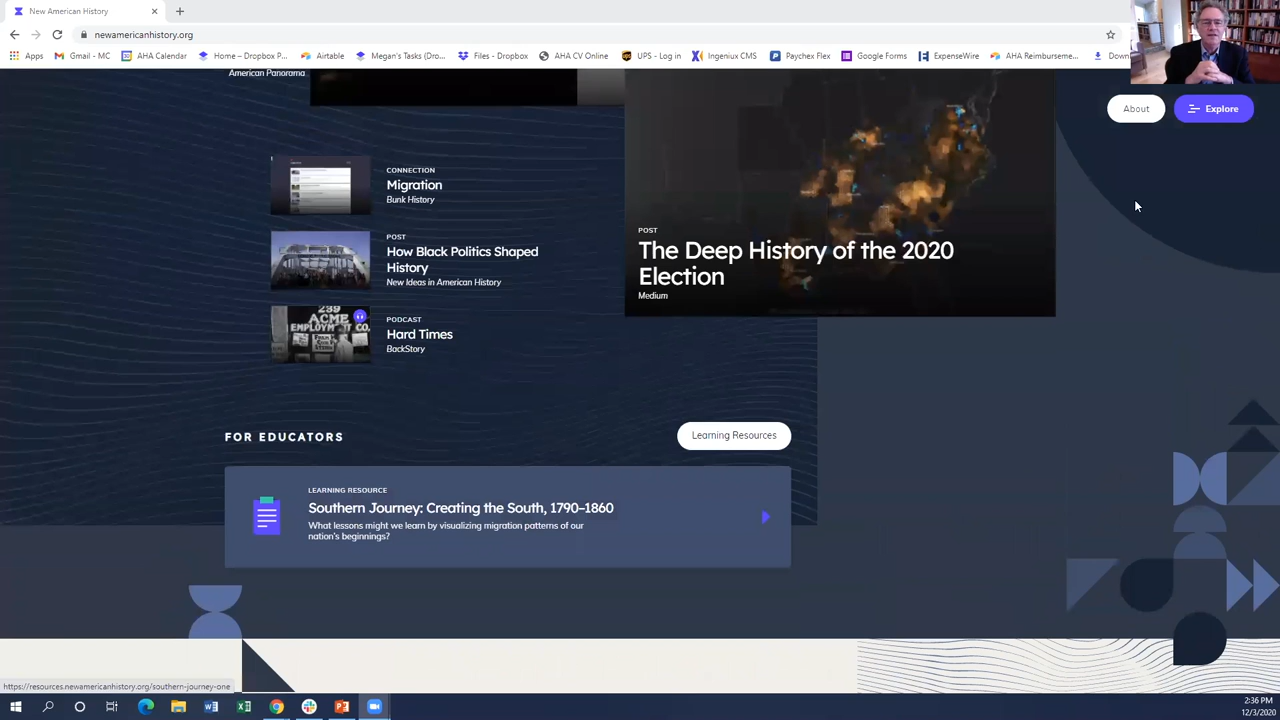 New American History
newamericanhistory.org
Apps
Gmail - MC
AHA Calendar
Home – Dropbox P...
Airtable
Megan's Tasks (Dro...
Files - Dropbox
AHA CV Online
UPS - Log in
Ingeniux CMS
Paychex Flex
Google Forms
ExpenseWire
AHA Reimburseme...
American Panorama
About
Explore
CONNECTION
Migration
Bunk History
POST
How Black Politics Shaped
History
New Ideas in American History
PODCAST
Hard Times
BackStory
239
ACME
EMPLOYM'T CO.
POST
The Deep History of the 2020
Election
Medium
FOR EDUCATORS
Learning Resources
LEARNING RESOURCE
Southern Journey: Creating the South, 1790–1860
What lessons might we learn by visualizing migration patterns of our
nation's beginnings?
https://resources.newamericanhistory.org/southern-journey-one
2:36 PM
12/3/2020